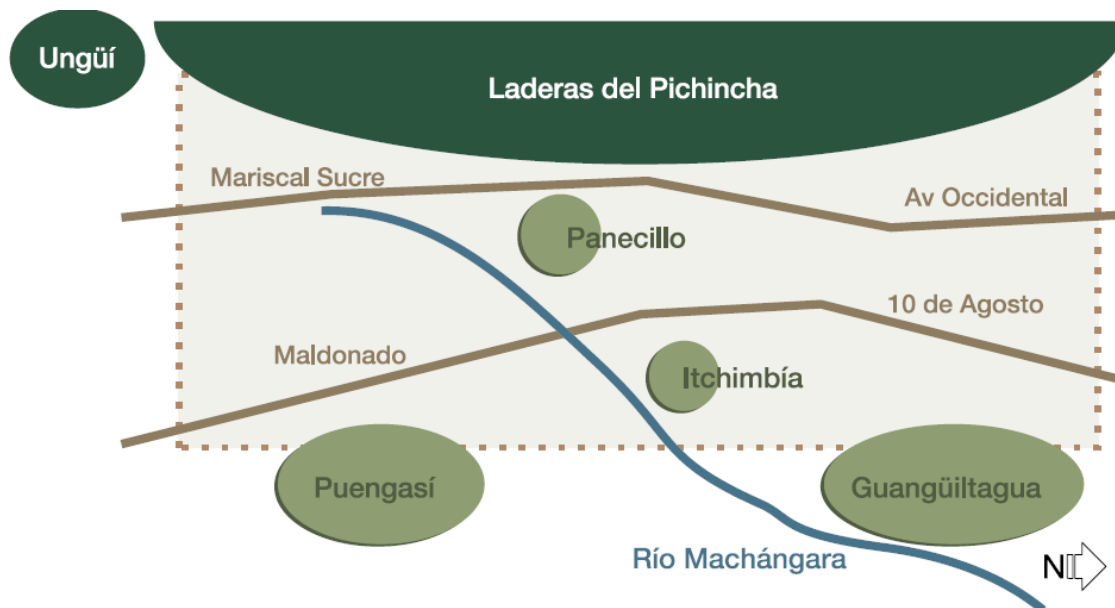 Ungüí
Laderas del Pichincha
Mariscal Sucre
Av Occidental
Panecillo
10 de Agosto
Maldonado
Itchimbía
Puengasí
Guangüiltagua
Río Machángara
N